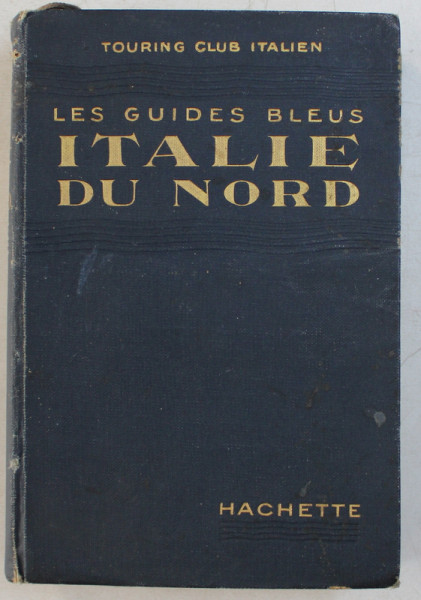 TOURING CLUB ITALIEN
LES GUIDES BLEUS
ITALIE
DU NORD
HACHETTE